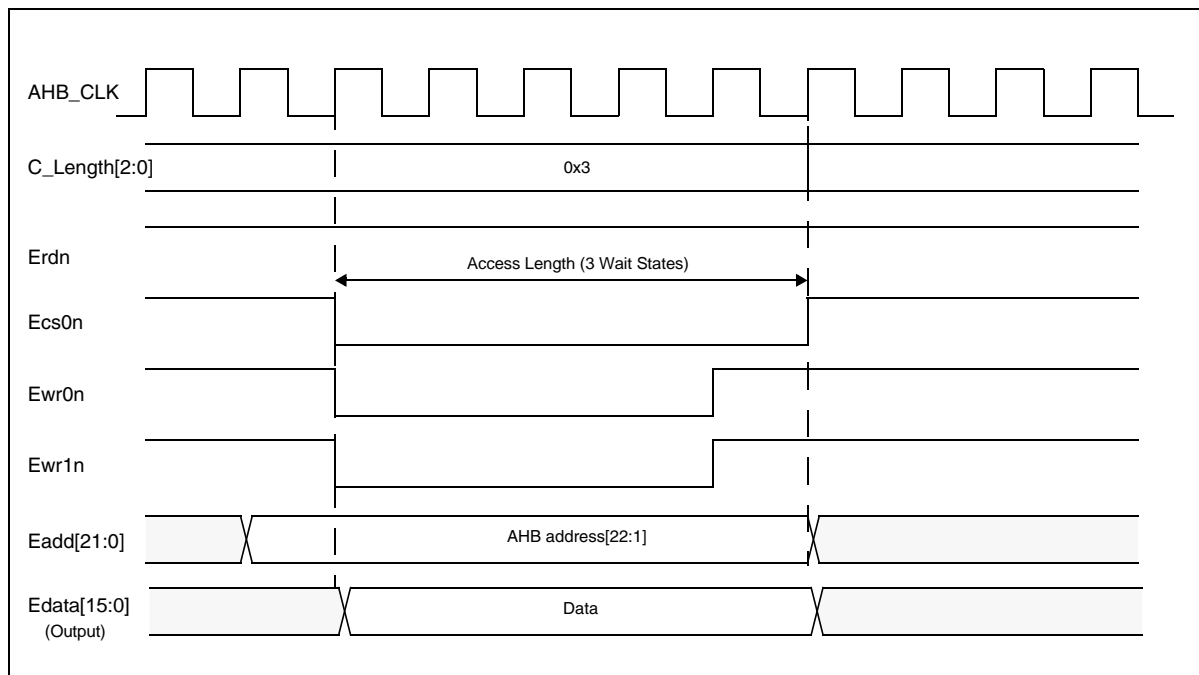 AHB_CLK
C_Length[2:0]
0x3
Erdn
Access Length (3 Wait States)
Ecs0n
Ewr0n
Ewr1n
Eadd[21:0]
AHB address[22:1]
Edata[15:0]
Data
(Output)